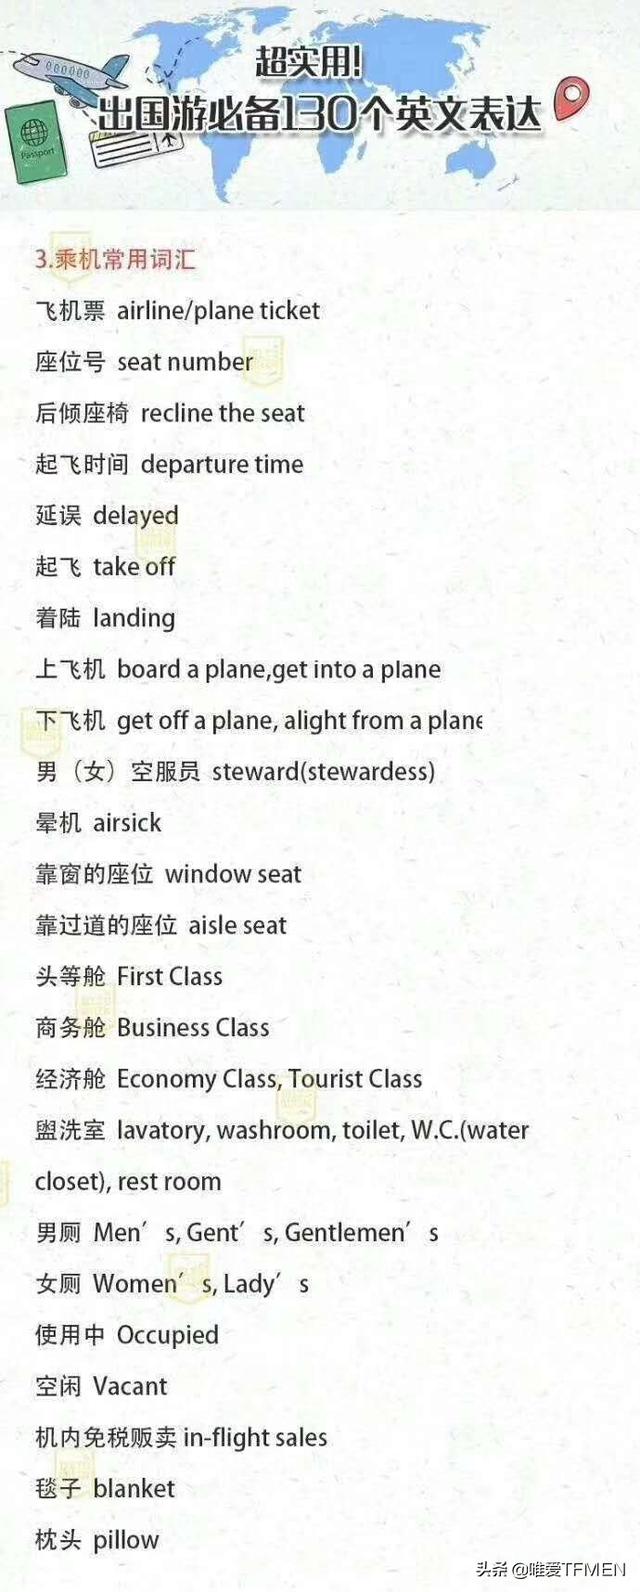 超实用!
出国游必备130个英文表达
Passport
3.乘机常用词汇
飞机票 airline/plane ticket
座位号 seat number
后倾座椅 recline the seat
起飞时间 departure time
延误 delayed
起飞 take off
着陆 landing
上飞机 board a plane,get into a plane
下飞机 get off a plane, alight from a plane
男（女）空服员 steward(stewardess)
晕机 airsick
靠窗的座位 window seat
靠过道的座位 aisle seat
头等舱 First Class
商务舱 Business Class
经济舱 Economy Class, Tourist Class
盥洗室 lavatory, washroom, toilet, W.C.(water
closet), rest room
男厕 Men′ s, Gent′ s, Gentlemen′ s
女厕 Women′ s, Lady′ s
使用中 Occupied
空闲 Vacant
机内免税贩卖 in-flight sales
毯子 blanket
枕头 pillow
头条 @唯爱TFMEN